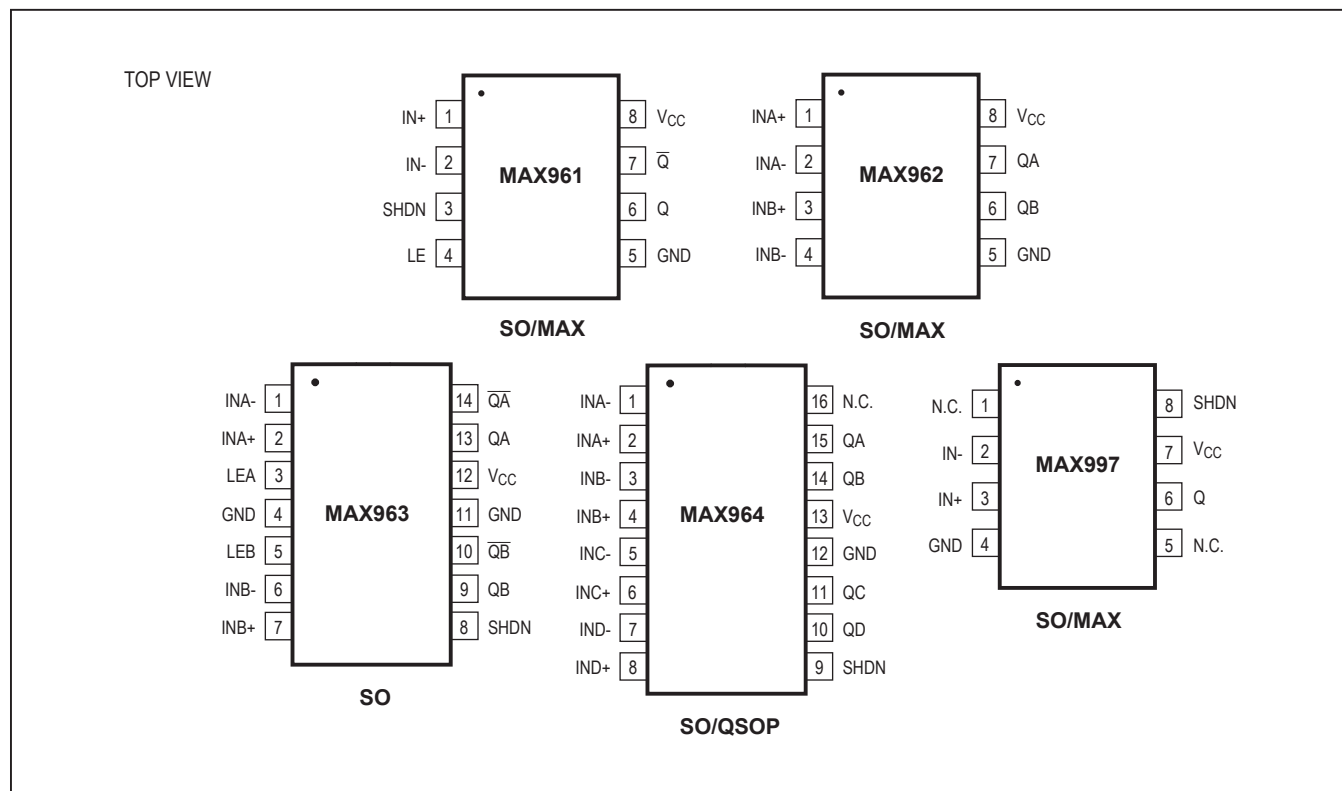 TOP VIEW
IN+ 1 8 VCC
IN- 2 7 Q̅
SHDN 3 6 Q
LE 4 5 GND
MAX961
SO/MAX
INA+ 1 8 VCC
INA- 2 7 QA
INB+ 3 6 QB
INB- 4 5 GND
MAX962
SO/MAX
INA- 1 14 Q̅A̅
INA+ 2 13 QA
LEA 3 12 VCC
GND 4 11 GND
LEB 5 10 Q̅B̅
INB- 6 9 QB
INB+ 7 8 SHDN
MAX963
SO
INA- 1 16 N.C.
INA+ 2 15 QA
INB- 3 14 QB
INB+ 4 13 VCC
INC- 5 12 GND
INC+ 6 11 QC
IND- 7 10 QD
IND+ 8 9 SHDN
MAX964
SO/QSOP
N.C. 1 8 SHDN
IN- 2 7 VCC
IN+ 3 6 Q
GND 4 5 N.C.
MAX997
SO/MAX